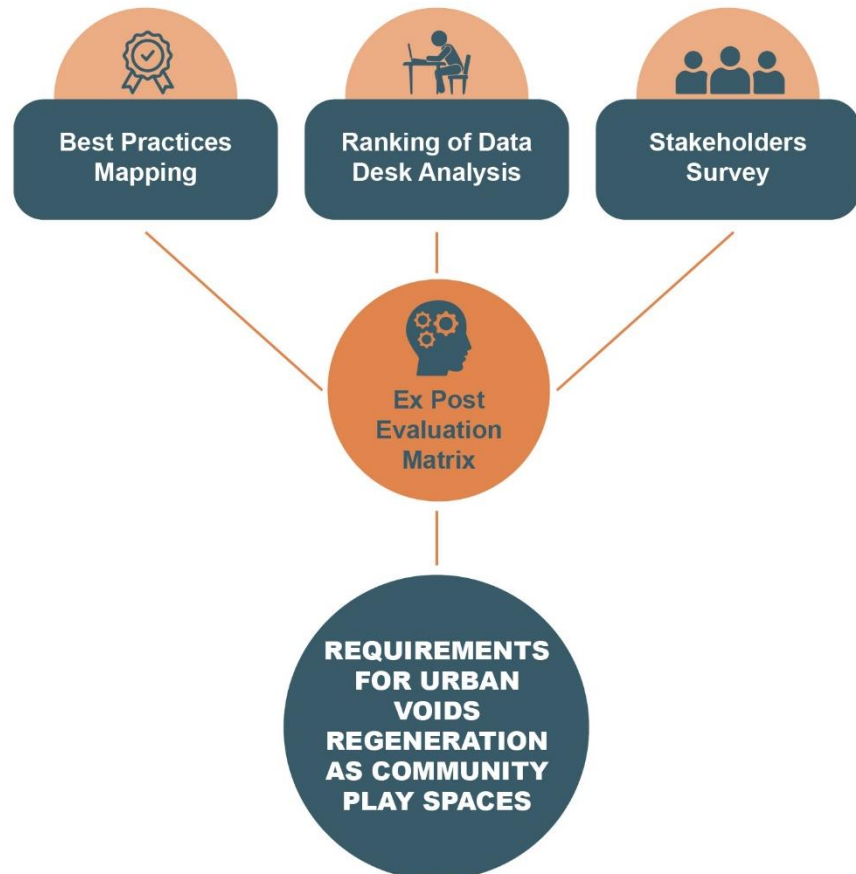 Best Practices
Mapping
Ranking of Data
Desk Analysis
Stakeholders
Survey
Ex Post
Evaluation
Matrix
REQUIREMENTS
FOR URBAN
VOIDS
REGENERATION
AS COMMUNITY
PLAY SPACES